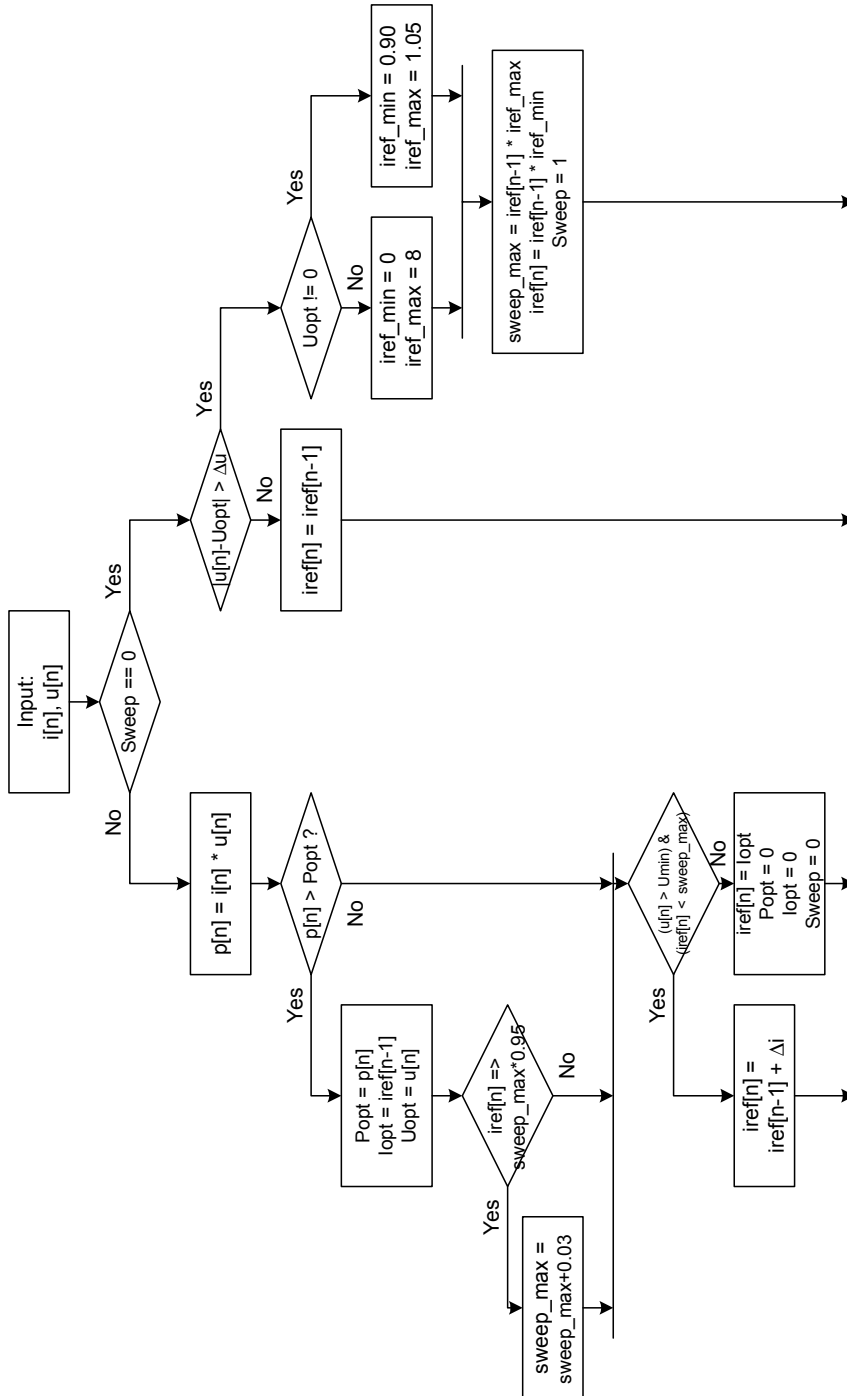 Input:
i[n], u[n]
Sweep == 0
No
Yes
p[n] = i[n] * u[n]
p[n] > Popt ?
Yes
No
Popt = p[n]
Iopt = iref[n-1]
Uopt = u[n]
iref[n] =>
sweep_max*0.95
Yes
No
sweep_max =
sweep_max+0.03
(u[n] > Umin) &
(iref[n] < sweep_max)
Yes
No
iref[n] =
iref[n-1] + Δi
iref[n] = Iopt
Popt = 0
Iopt = 0
Sweep = 0
|u[n]-Uopt| > Δu
Yes
No
iref[n] = iref[n-1]
Uopt != 0
Yes
No
iref_min = 0
iref_max = 8
iref_min = 0.90
iref_max = 1.05
sweep_max = iref[n-1] * iref_max
iref[n] = iref[n-1] * iref_min
Sweep = 1